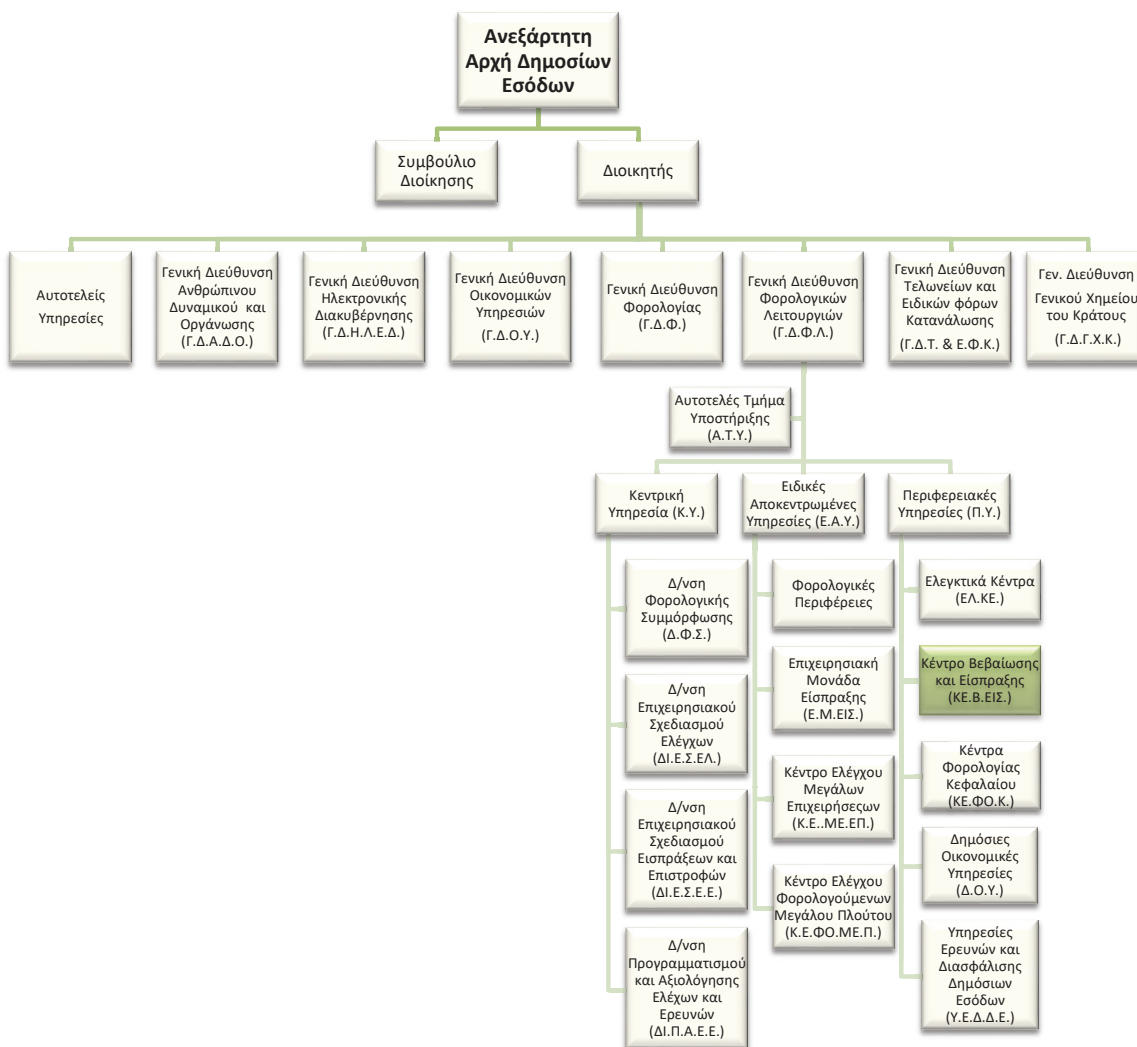 Ανεξάρτητη
Αρχή Δημοσίων
Εσόδων
Συμβούλιο
Διοίκησης
Διοικητής
Αυτοτελείς
Υπηρεσίες
Γενική Διεύθυνση
Ανθρώπινου
Δυναμικού και
Οργάνωσης
(Γ.Δ.Α.Δ.Ο.)
Γενική Διεύθυνση
Ηλεκτρονικής
Διακυβέρνησης
(Γ.Δ.Η.Λ.Ε.Δ.)
Γενική Διεύθυνση
Οικονομικών
Υπηρεσιών
(Γ.Δ.Ο.Υ.)
Γενική Διεύθυνση
Φορολογίας
(Γ.Δ.Φ.)
Γενική Διεύθυνση
Φορολογικών
Λειτουργιών
(Γ.Δ.Φ.Λ.)
Γενική Διεύθυνση
Τελωνείων και
Ειδικών φόρων
Κατανάλωσης
(Γ.Δ.Τ. & Ε.Φ.Κ.)
Γεν. Διεύθυνση
Γενικού Χημείου
του Κράτους
(Γ.Δ.Γ.Χ.Κ.)
Αυτοτελές Τμήμα
Υποστήριξης
(Α.Τ.Υ.)
Κεντρική
Υπηρεσία (Κ.Υ.)
Δ/νση
Φορολογικής
Συμμόρφωσης
(Δ.Φ.Σ.)
Δ/νση
Επιχειρησιακού
Σχεδιασμού
Ελέγχων
(ΔΙ.Ε.Σ.ΕΛ.)
Δ/νση
Επιχειρησιακού
Σχεδιασμού
Εισπράξεων και
Επιστροφών
(ΔΙ.Ε.Σ.Ε.Ε.)
Δ/νση
Προγραμματισμού
και Αξιολόγησης
Ελέχων και
Ερευνών
(ΔΙ.Π.Α.Ε.Ε.)
Ειδικές
Αποκεντρωμένες
Υπηρεσίες (Ε.Α.Υ.)
Φορολογικές
Περιφέρειες
Επιχειρησιακή
Μονάδα
Είσπραξης
(Ε.Μ.ΕΙΣ.)
Κέντρο Ελέγχου
Μεγάλων
Επιχειρήσεςων
(Κ.Ε..ΜΕ.ΕΠ.)
Κέντρο Ελέγχου
Φορολογούμενων
Μεγάλου Πλούτου
(Κ.Ε.ΦΟ.ΜΕ.Π.)
Περιφερειακές
Υπηρεσίες (Π.Υ.)
Ελεγκτικά Κέντρα
(ΕΛ.ΚΕ.)
Κέντρο Βεβαίωσης
και Είσπραξης
(ΚΕ.Β.ΕΙΣ.)
Κέντρα
Φορολογίας
Κεφαλαίου
(ΚΕ.ΦΟ.Κ.)
Δημόσιες
Οικονομικές
Υπηρεσίες
(Δ.Ο.Υ.)
Υπηρεσίες
Ερευνών και
Διασφάλισης
Δημόσιων
Εσόδων
(Υ.Ε.Δ.Δ.Ε.)